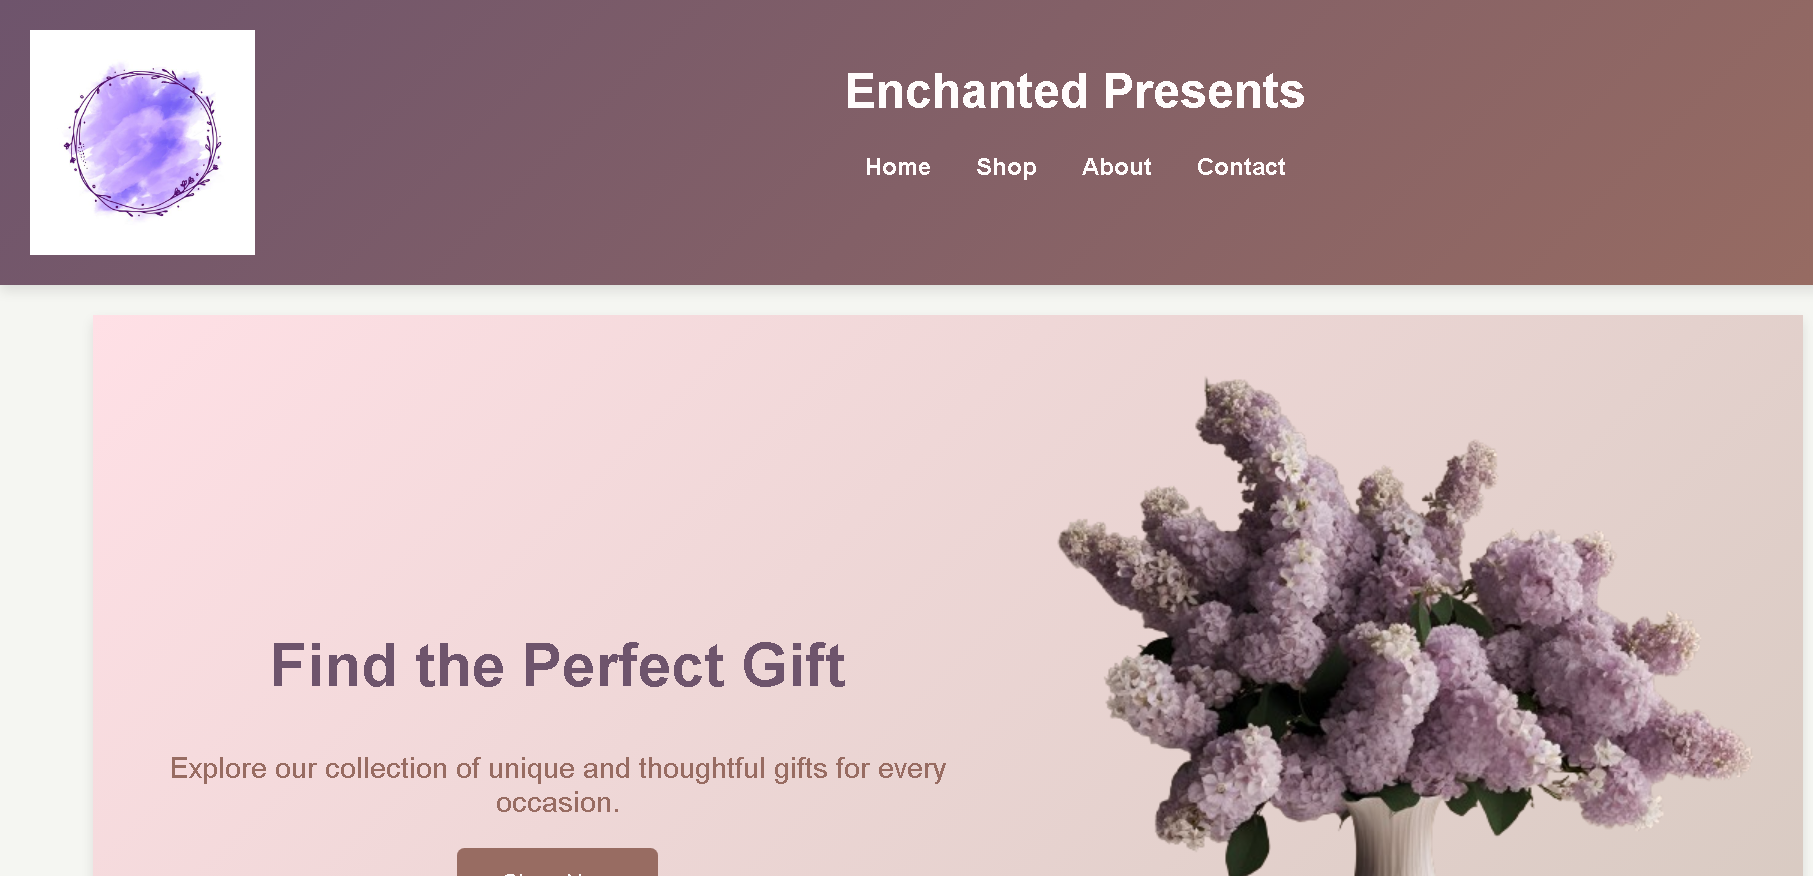 Enchanted Presents
Home Shop About Contact
Find the Perfect Gift
Explore our collection of unique and thoughtful gifts for every
occasion.